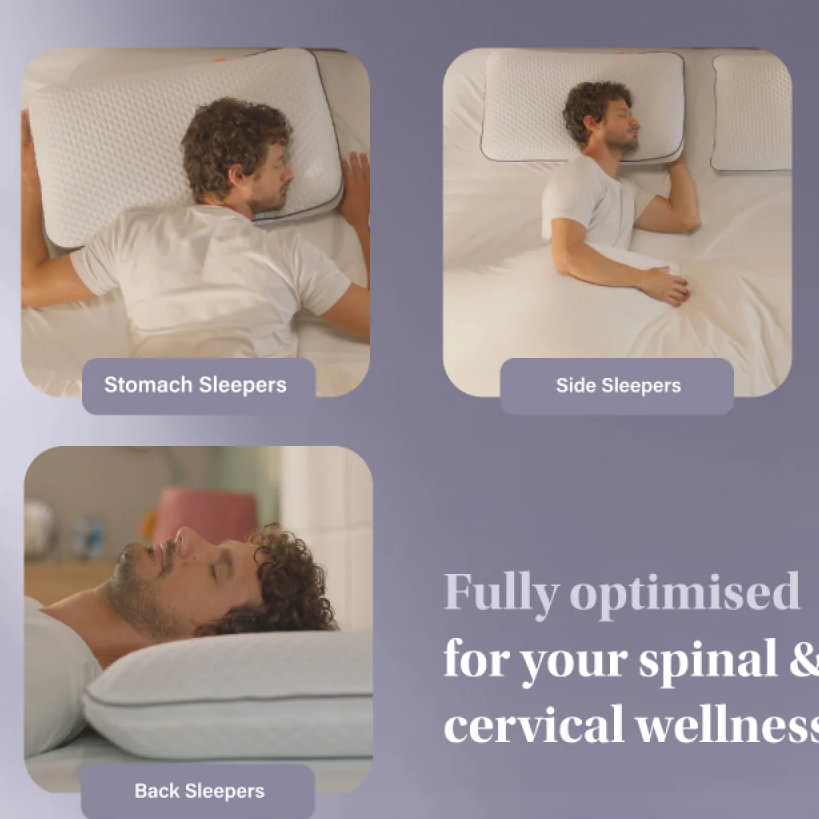 Stomach Sleepers
Side Sleepers
Back Sleepers
Fully optimised
for your spinal &
cervical wellness